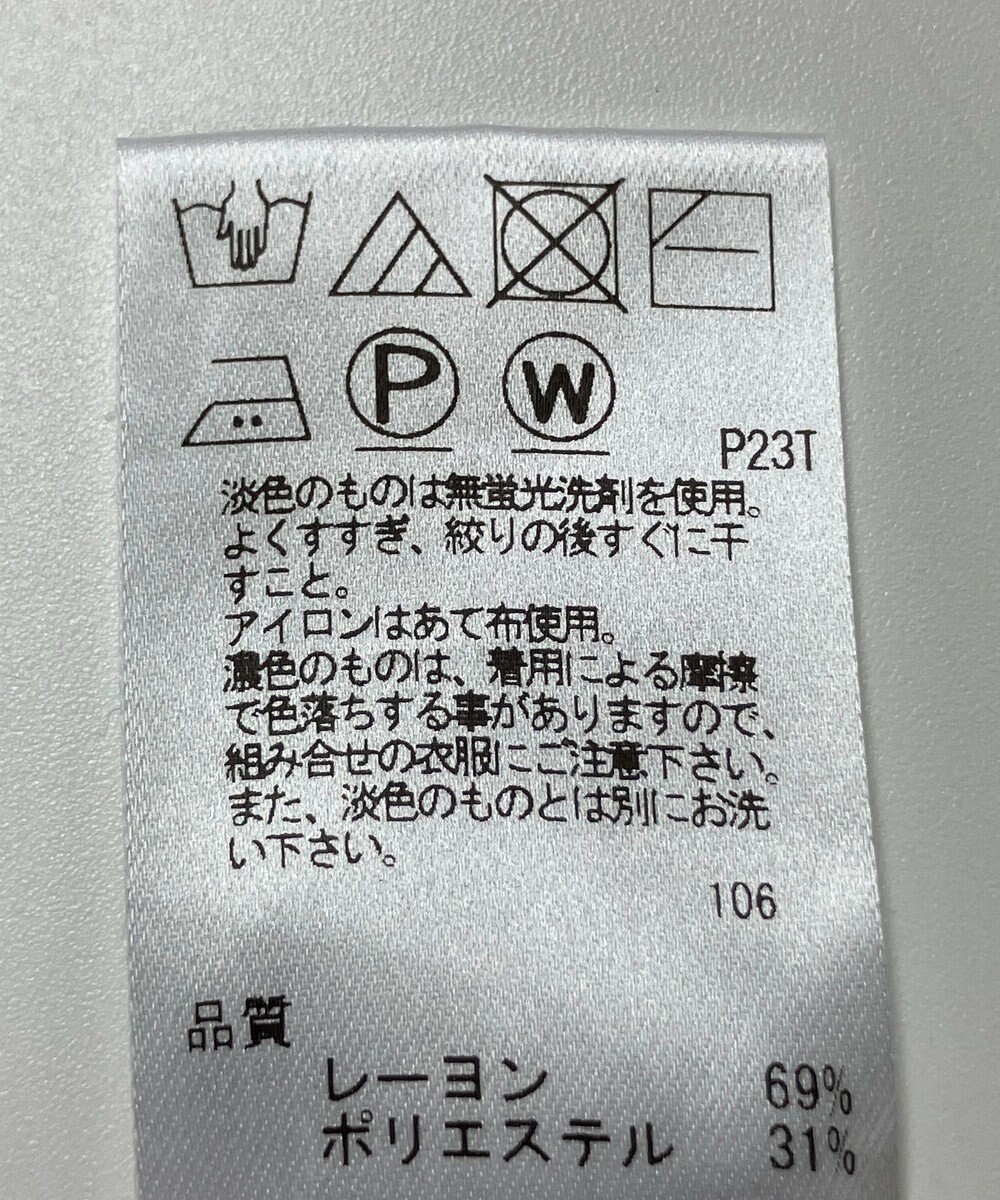 P W
P23T
淡色のものは無蛍光洗剤を使用。
よくすすぎ、絞りの後すぐに干
すこと。
アイロンはあて布使用。
濃色のものは、着用による摩擦
で色落ちする事がありますので、
組み合せの衣服にご注意下さい。
また、淡色のものとは別にお洗
い下さい。
106
品質
レーヨン 69%
ポリエステル 31%